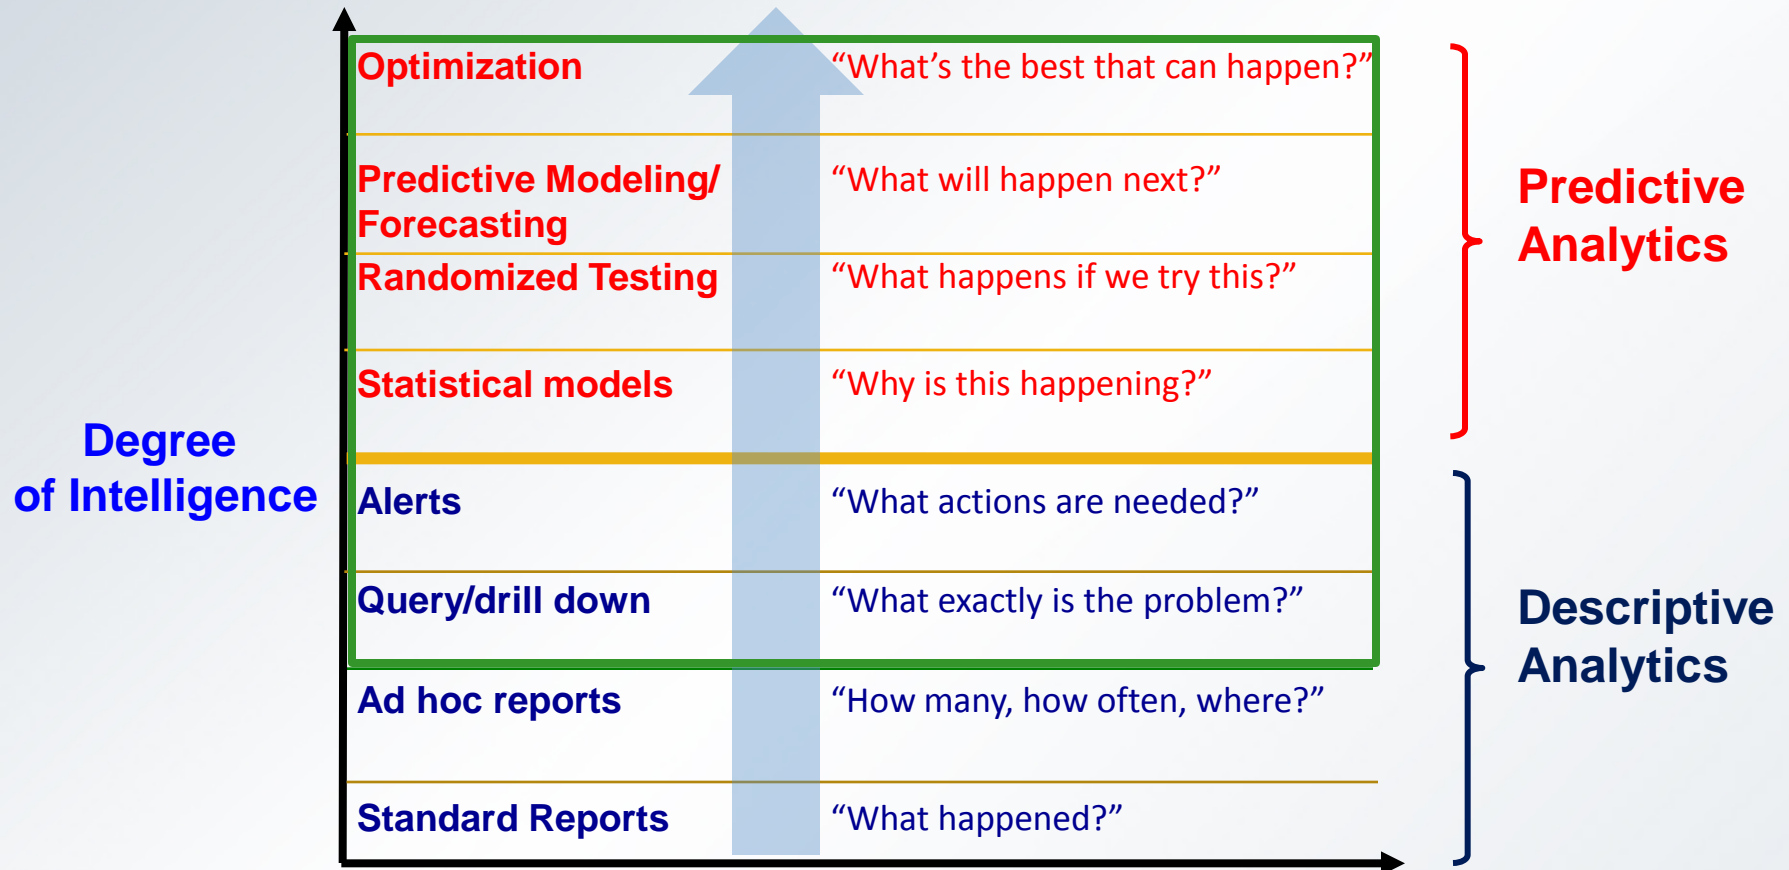 Optimization
“What’s the best that can happen?”
Predictive Modeling/
Forecasting
“What will happen next?”
Randomized Testing
“What happens if we try this?”
Statistical models
“Why is this happening?”
Predictive
Analytics
Degree
of Intelligence
Alerts
“What actions are needed?”
Query/drill down
“What exactly is the problem?”
Ad hoc reports
“How many, how often, where?”
Standard Reports
“What happened?”
Descriptive
Analytics